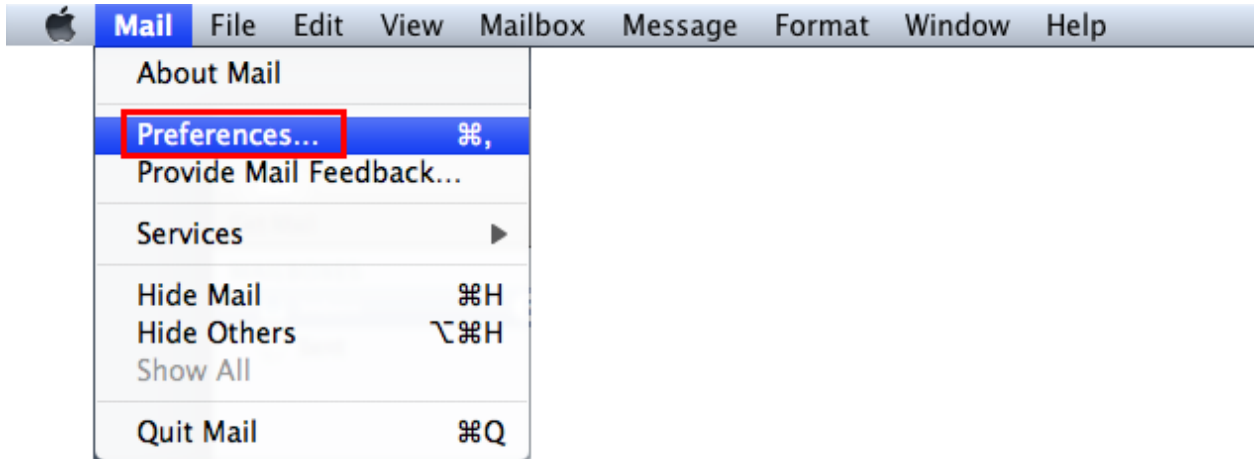 Mail File Edit View Mailbox Message Format Window Help
About Mail
Preferences... ⌘,
Provide Mail Feedback...
Services
Hide Mail ⌘H
Hide Others ⌥⌘H
Show All
Quit Mail ⌘Q